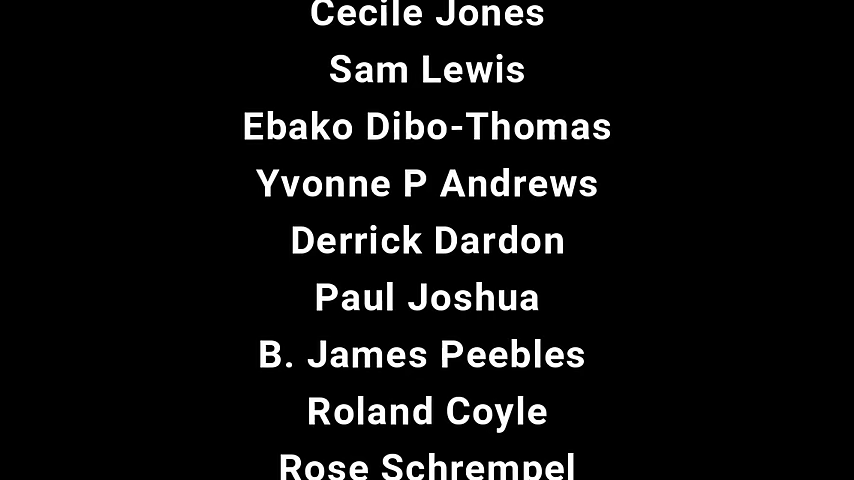 Cecile Jones
Sam Lewis
Ebako Dibo-Thomas
Yvonne P Andrews
Derrick Dardon
Paul Joshua
B. James Peebles
Roland Coyle
Rose Schrempel